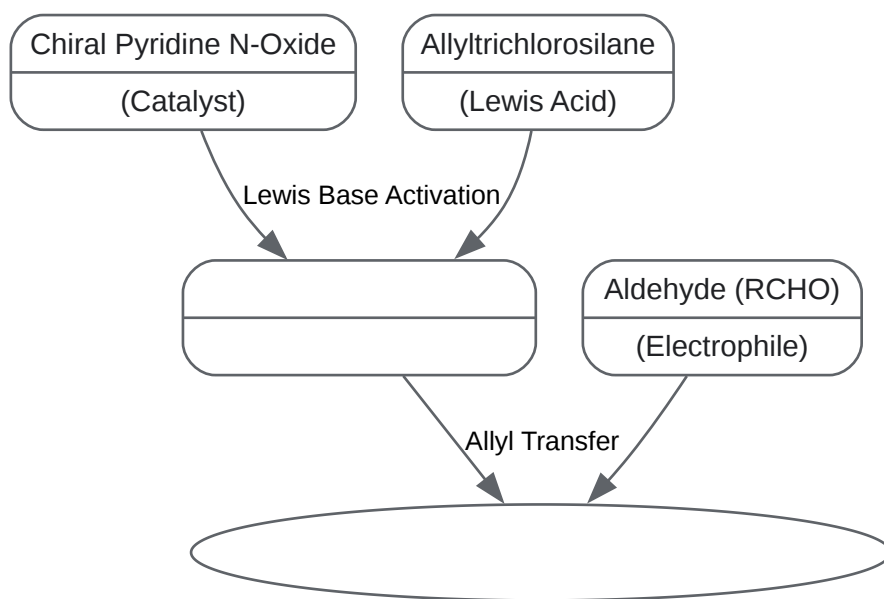 Chiral Pyridine N-Oxide
(Catalyst)
Allyltrichlorosilane
(Lewis Acid)
Lewis Base Activation
Aldehyde (RCHO)
(Electrophile)
Allyl Transfer